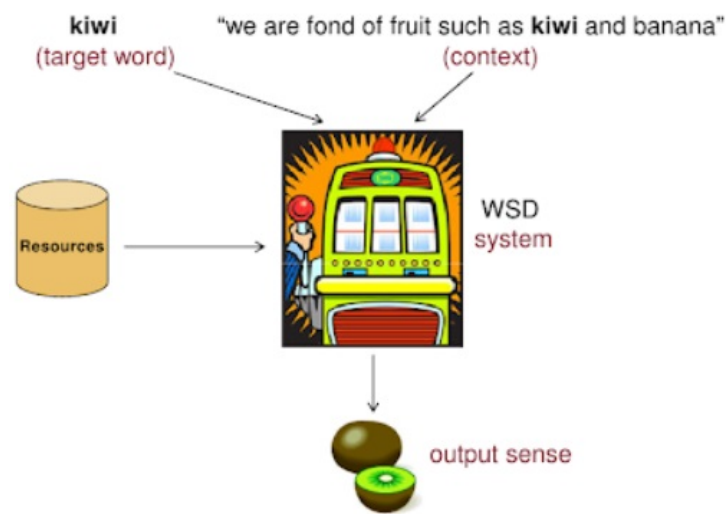 kiwi
(target word)
“we are fond of fruit such as kiwi and banana”
(context)
Resources
WSD
system
output sense